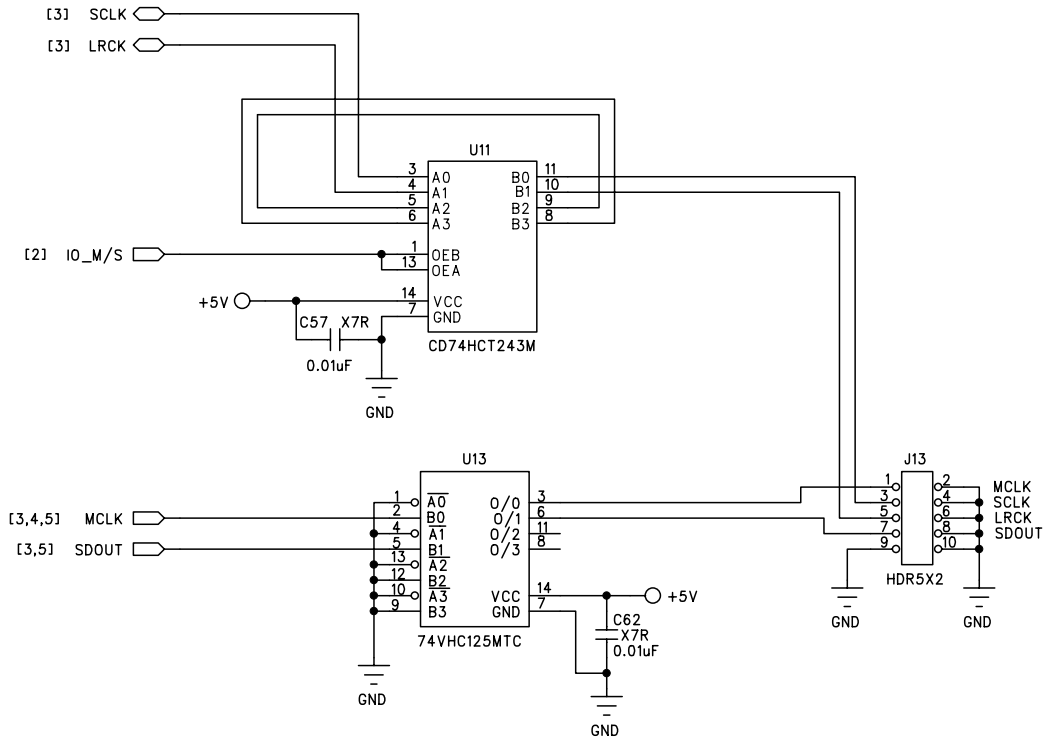 [3] SCLK
[3] LRCK
U11
3 A0 B0 11
4 A1 B1 10
5 A2 B2 9
6 A3 B3 8
[2] IO_M/S
1 OEB
13 OEA
+5V
14 VCC
7 GND
C57 X7R
0.01uF
CD74HCT243M
GND
U13
1 A0 O/0 3
2 B0 O/1 6
4 A1 O/2 11
5 B1 O/3 8
13 A2
12 B2
10 A3 VCC 14
9 B3 GND 7
[3,4,5] MCLK
[3,5] SDOUT
74VHC125MTC
GND
+5V
C62
X7R
0.01uF
GND
J13
1 2 MCLK
3 4 SCLK
5 6 LRCK
7 8 SDOUT
9 10
HDR5X2
GND
GND